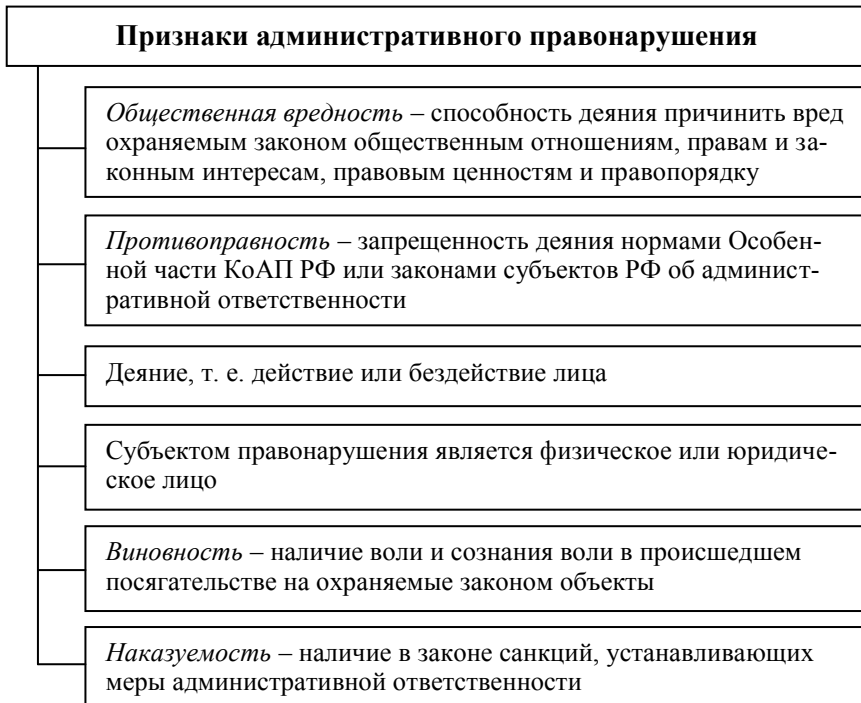 Признаки административного правонарушения
Общественная вредность – способность деяния причинить вред
охраняемым законом общественным отношениям, правам и за-
конным интересам, правовым ценностям и правопорядку
Противоправность – запрещенность деяния нормами Особен-
ной части КоАП РФ или законами субъектов РФ об админист-
ративной ответственности
Деяние, т. е. действие или бездействие лица
Субъектом правонарушения является физическое или юридиче-
ское лицо
Виновность – наличие воли и сознания воли в происшедшем
посягательстве на охраняемые законом объекты
Наказуемость – наличие в законе санкций, устанавливающих
меры административной ответственности